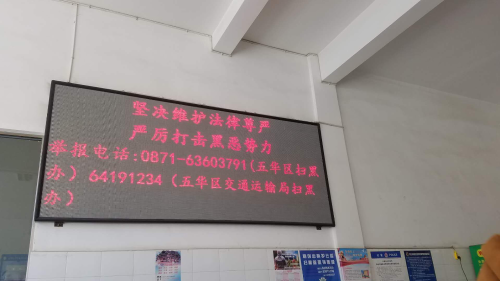 坚决维护法律尊严
严厉打击黑恶势力
举报电话:0871-63603791(五华区扫黑
办) 64191234 (五华区交通运输局扫黑
办)